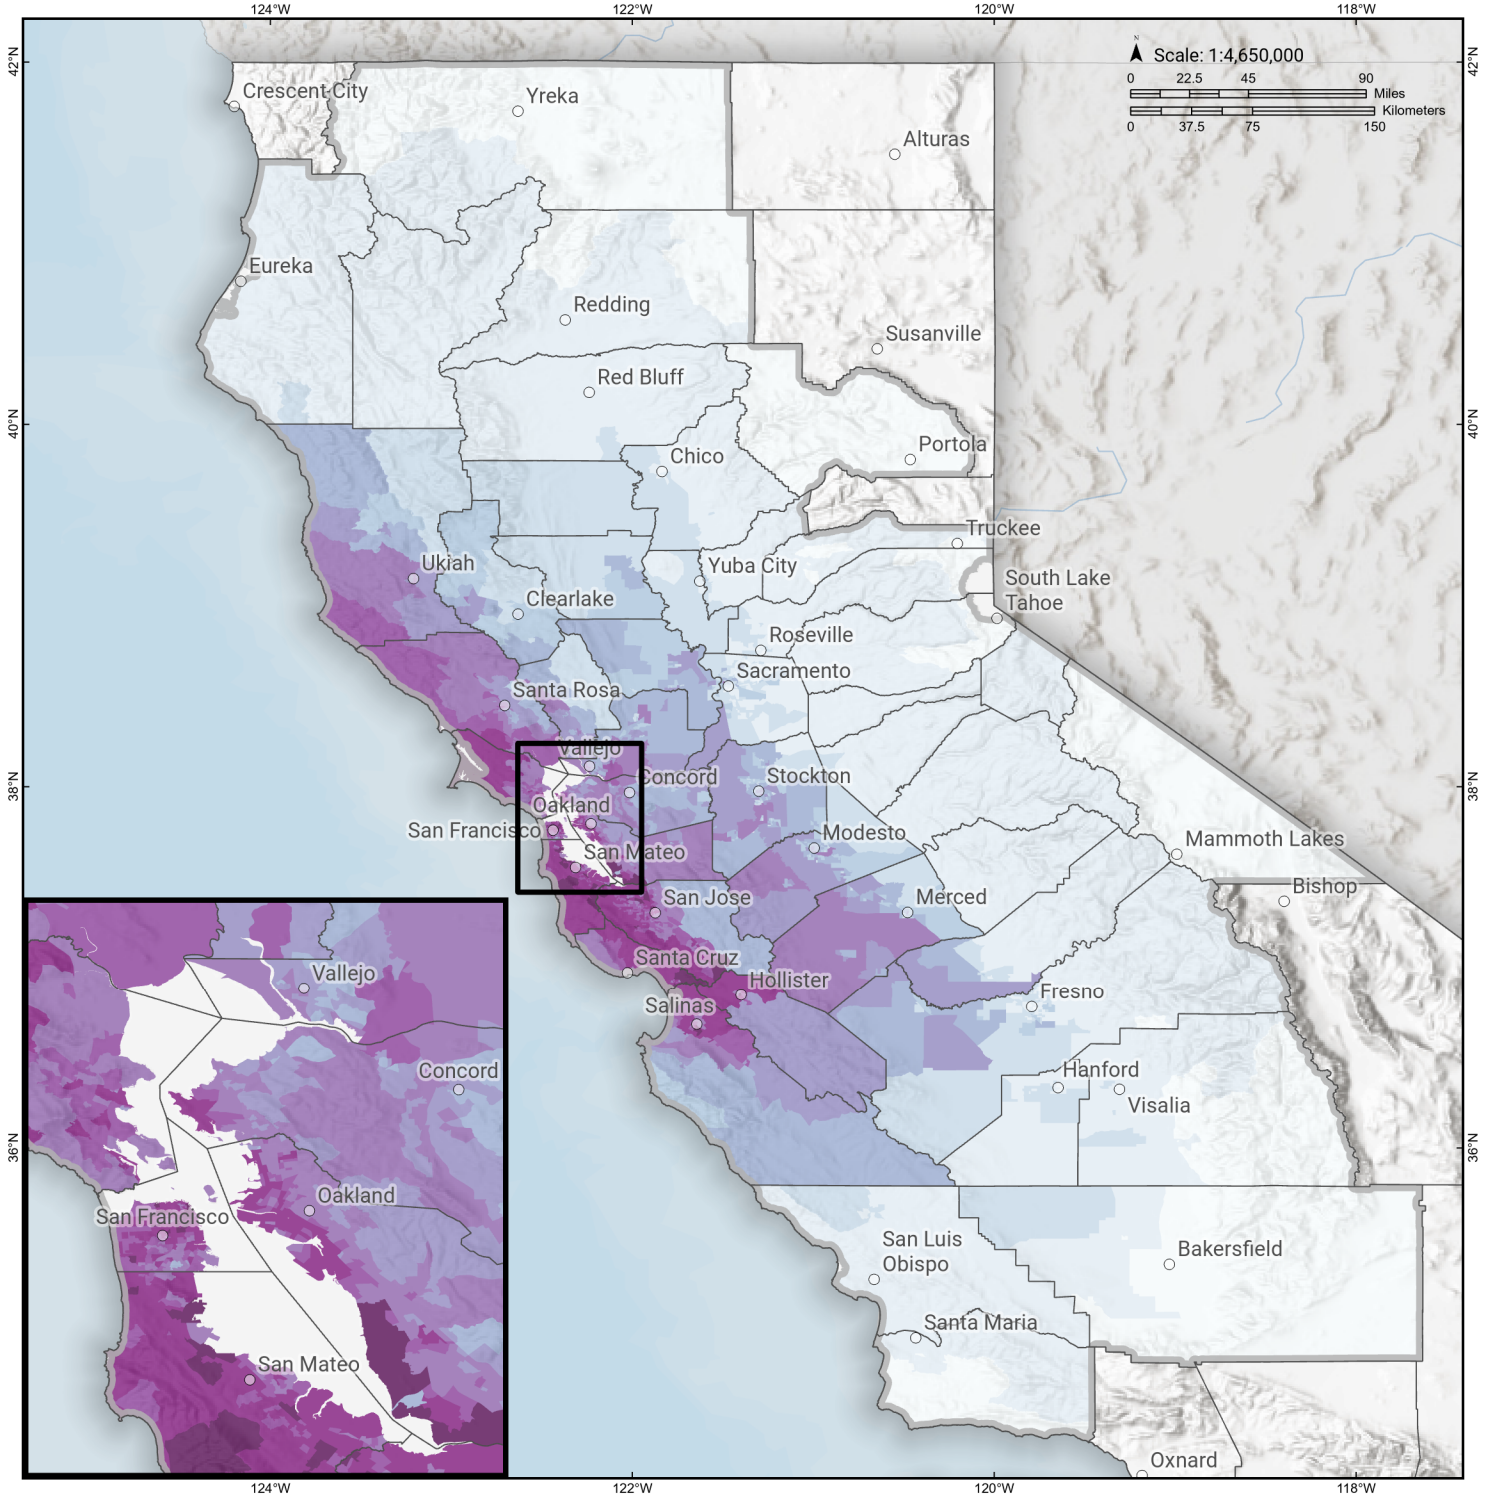 124°W
122°W
120°W
118°W
42°N
42°N
N
Scale: 1:4,650,000
0
22.5
45
90
Miles
Kilometers
0
37.5
75
150
Crescent City
Yreka
Alturas
Eureka
Redding
Susanville
Red Bluff
40°N
40°N
Portola
Chico
Truckee
Ukiah
Yuba City
South Lake
Tahoe
Clearlake
Roseville
Sacramento
Santa Rosa
Vallejo
38°N
38°N
Concord
Stockton
Oakland
San Francisco
Modesto
Mammoth Lakes
San Mateo
Bishop
San Jose
Merced
Santa Cruz
Hollister
Salinas
Fresno
Hanford
Visalia
36°N
36°N
San Luis
Obispo
Bakersfield
Santa Maria
Oxnard
Vallejo
Concord
Oakland
San Francisco
San Mateo
124°W
122°W
120°W
118°W